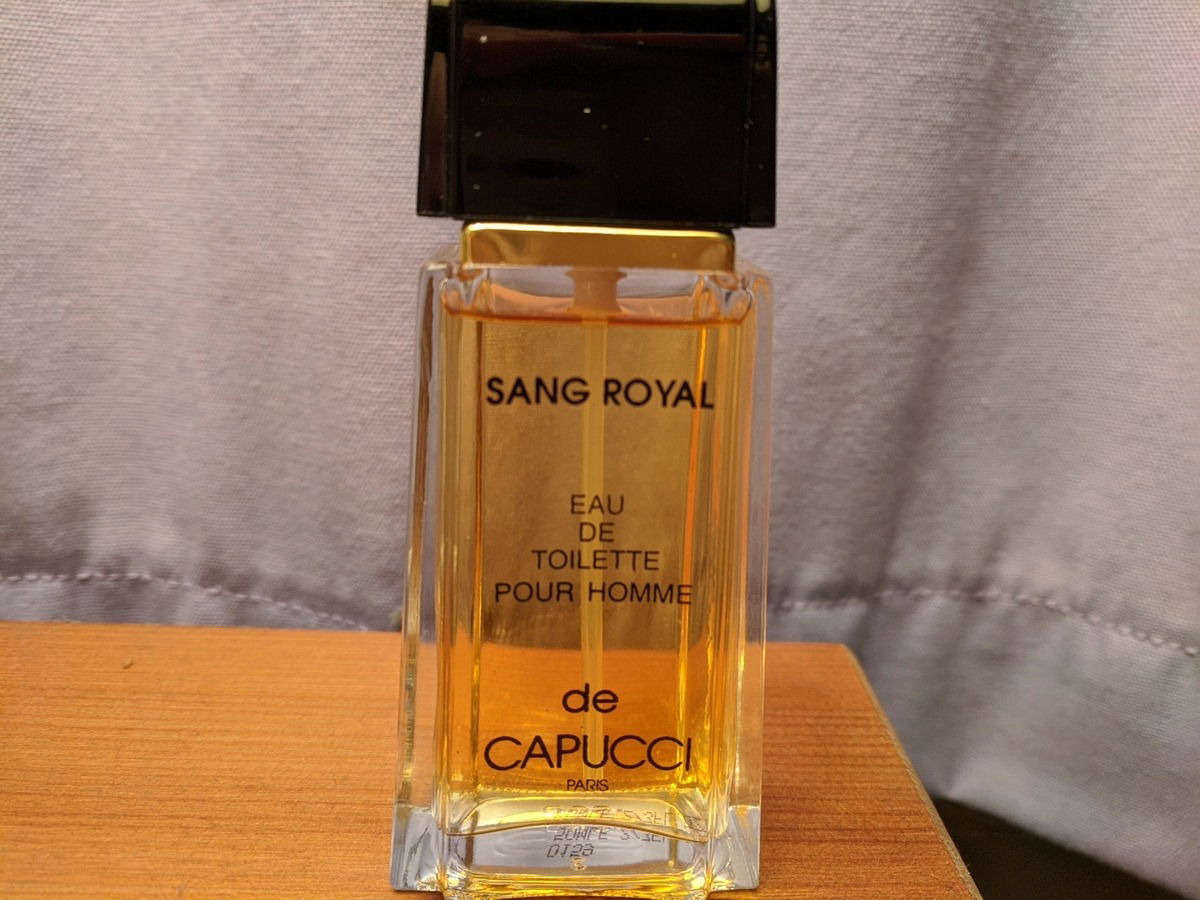 SANG ROYAL
EAU
DE
TOILETTE
POUR HOMME
de
CAPUCCI
PARIS